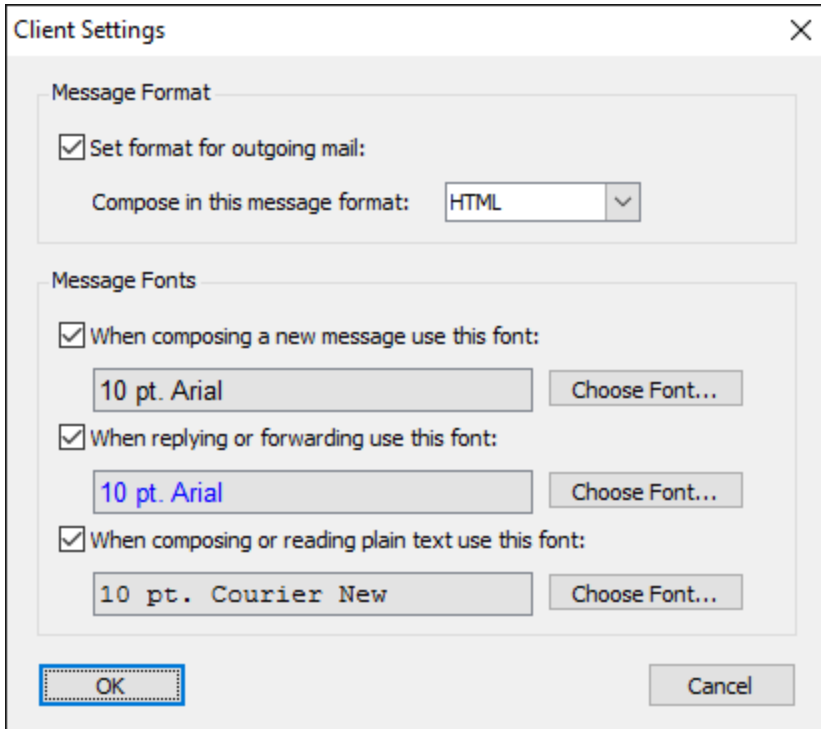 Client Settings
Message Format
Set format for outgoing mail:
Compose in this message format: HTML
Message Fonts
When composing a new message use this font:
10 pt. Arial Choose Font...
When replying or forwarding use this font:
10 pt. Arial Choose Font...
When composing or reading plain text use this font:
10 pt. Courier New Choose Font...
OK Cancel